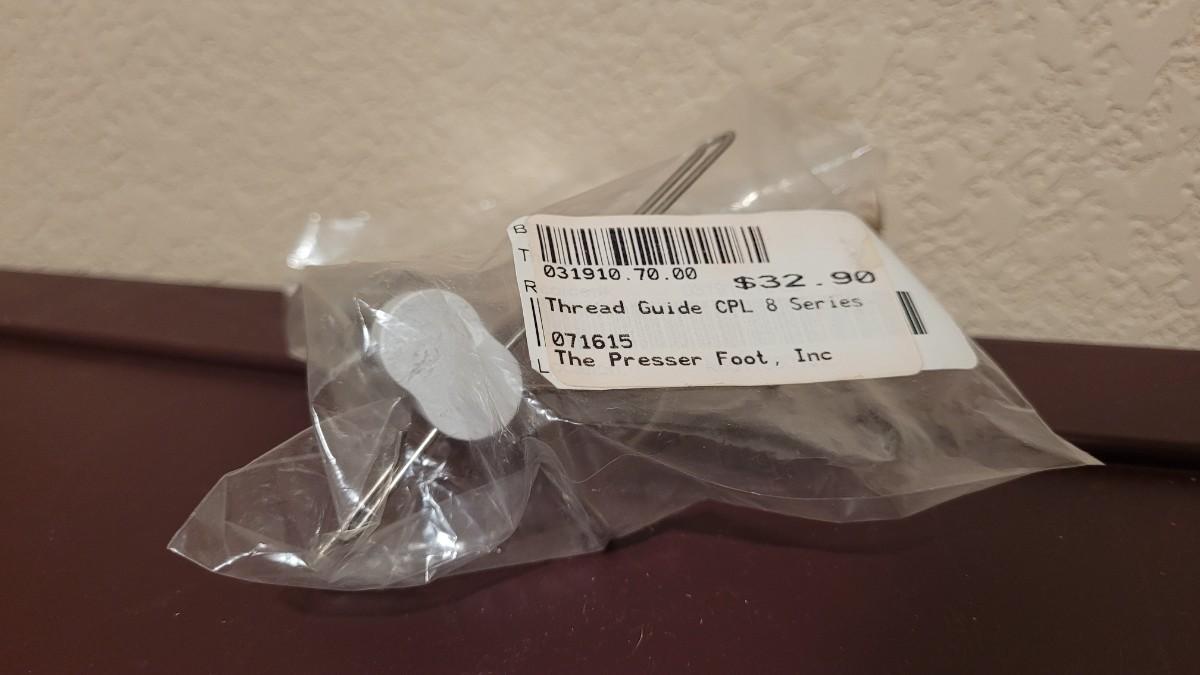 B
T
R
L
031910.70.00
$32.90
Thread Guide CPL 8 Series
071615
The Presser Foot, Inc